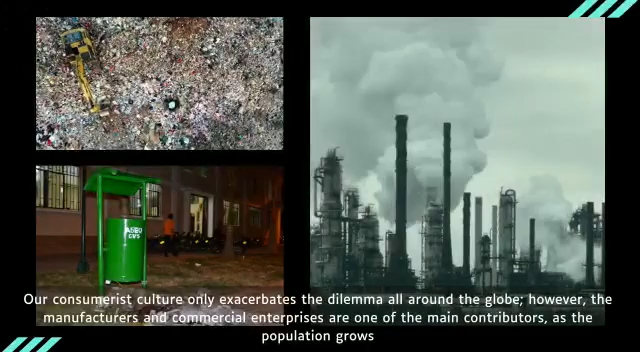 ASEO
Our consumerist culture only exacerbates the dilemma all around the globe; however, the
manufacturers and commercial enterprises are one of the main contributors, as the
population grows